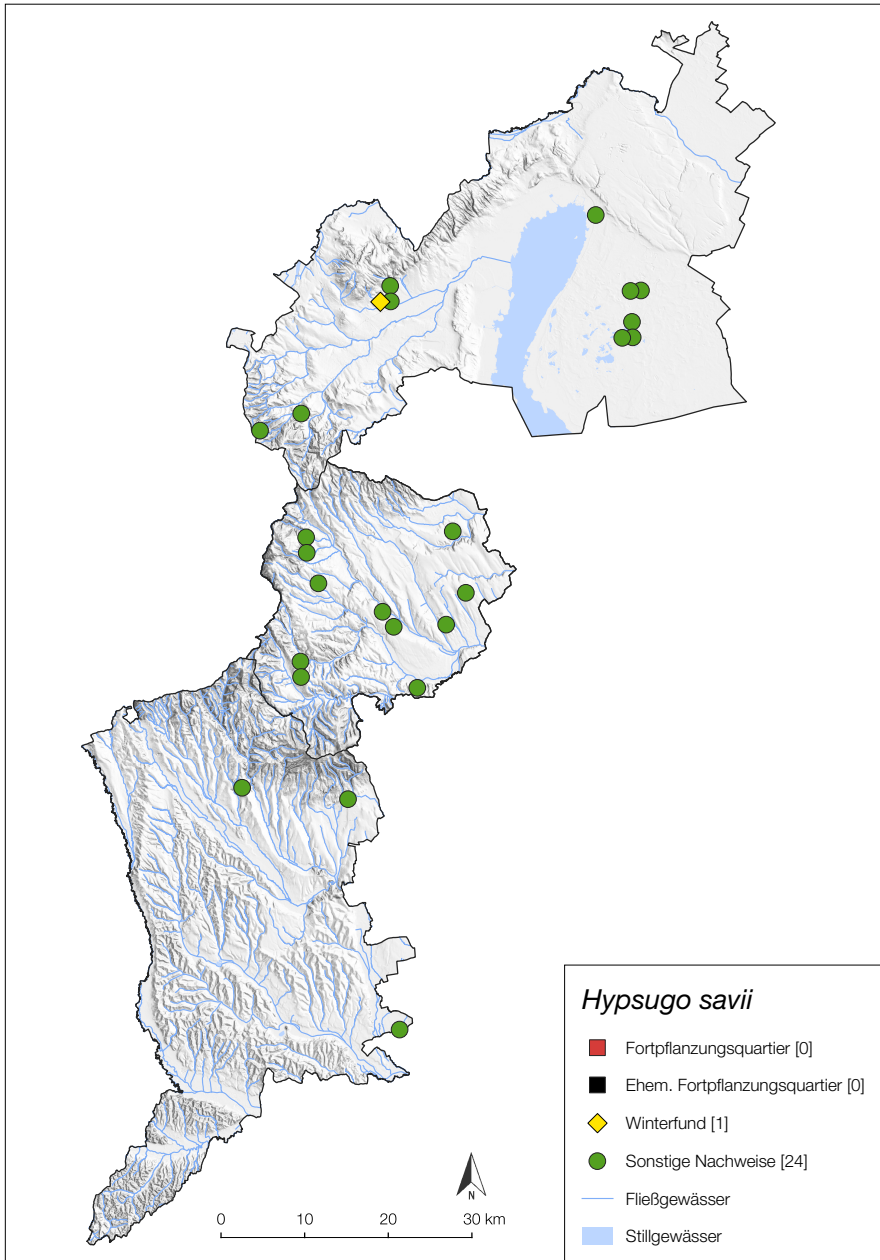 Hypsugo savii
Fortpflanzungsquartier [0]
Ehem. Fortpflanzungsquartier [0]
Winterfund [1]
Sonstige Nachweise [24]
Fließgewässer
Stillgewässer
N
0 10 20 30 km